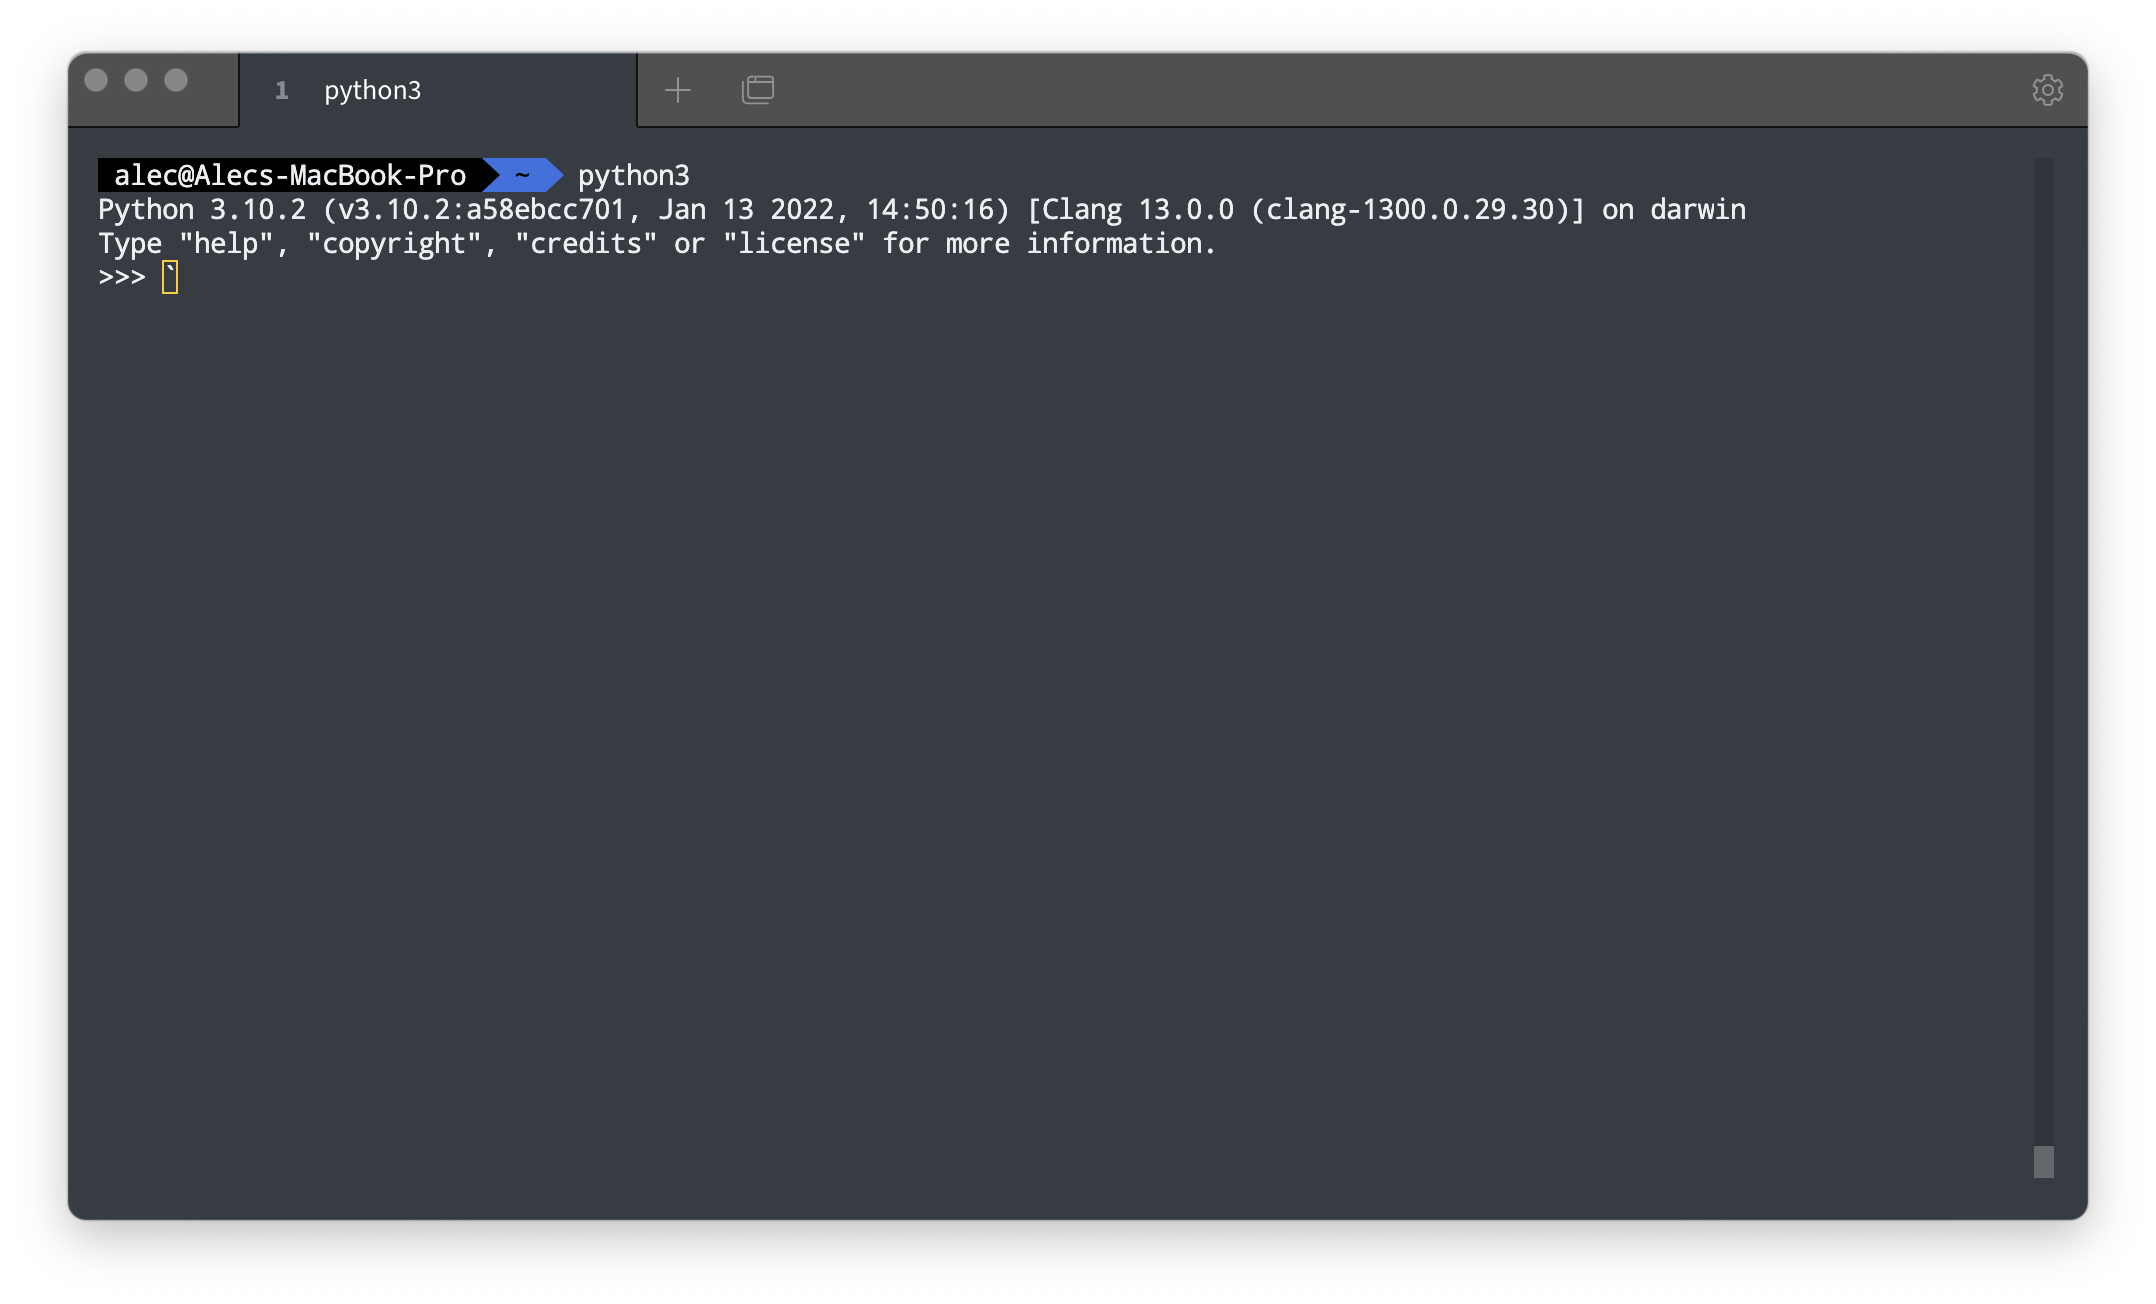 1 python3
alec@Alecs-MacBook-Pro ~ python3
Python 3.10.2 (v3.10.2:a58ebcc701, Jan 13 2022, 14:50:16) [Clang 13.0.0 (clang-1300.0.29.30)] on darwin
Type "help", "copyright", "credits" or "license" for more information.
>>> `